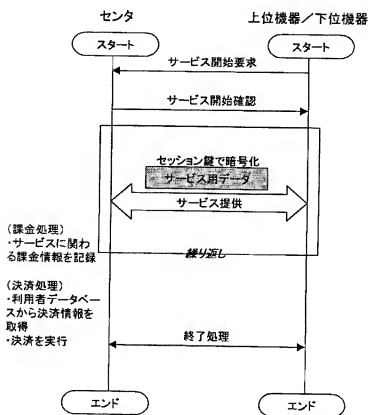 センタ
上位機器／下位機器
スタート
スタート
サービス開始要求
サービス開始確認
セッション鍵で暗号化
サービス用データ
サービス提供
（課金処理）
・サービスに関わ
る課金情報を記録
繰り返し
（決済処理）
・利用者データベー
スから決済情報を
取得
・決済を実行
終了処理
エンド
エンド